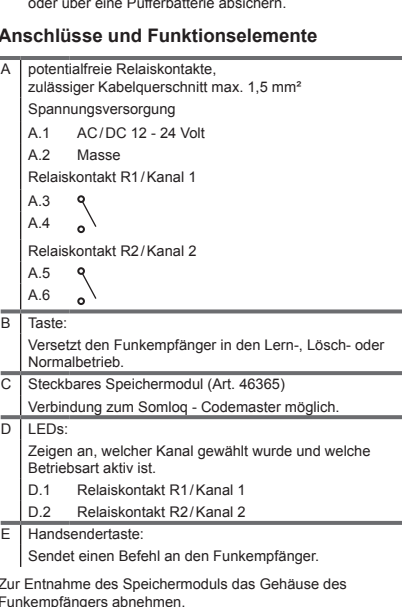 oder über eine Pufferbatterie absichern.
Anschlüsse und Funktionselemente
A potentialfreie Relaiskontakte,
zulässiger Kabelquerschnitt max. 1,5 mm²
Spannungsversorgung
A.1 AC/DC 12 - 24 Volt
A.2 Masse
Relaiskontakt R1/Kanal 1
A.3
A.4
Relaiskontakt R2/Kanal 2
A.5
A.6
B Taste:
Versetzt den Funkempfänger in den Lern-, Lösch- oder
Normalbetrieb.
C Steckbares Speichermodul (Art. 46365)
Verbindung zum Somloq - Codemaster möglich.
D LEDs:
Zeigen an, welcher Kanal gewählt wurde und welche
Betriebsart aktiv ist.
D.1 Relaiskontakt R1/Kanal 1
D.2 Relaiskontakt R2/Kanal 2
E Handsendertaste:
Sendet einen Befehl an den Funkempfänger.
Zur Entnahme des Speichermoduls das Gehäuse des
Funkempfängers abnehmen.